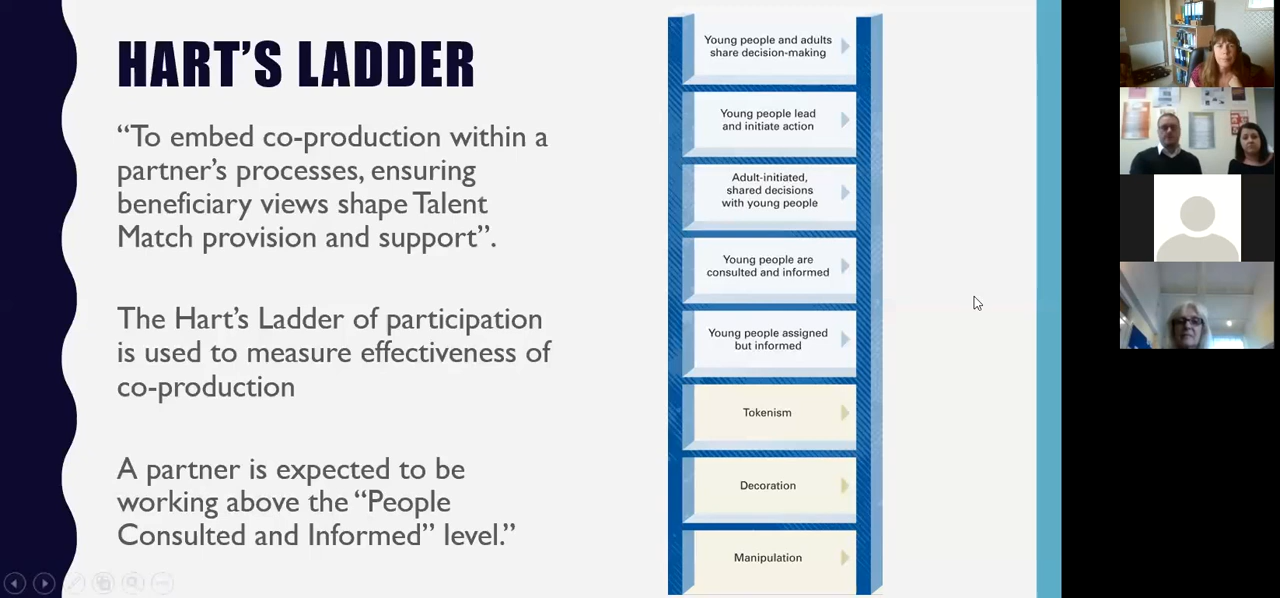 HART'S LADDER
“To embed co-production within a
partner’s processes, ensuring
beneficiary views shape Talent
Match provision and support”.
The Hart’s Ladder of participation
is used to measure effectiveness of
co-production
A partner is expected to be
working above the “People
Consulted and Informed” level.”
Young people and adults
share decision-making
Young people lead
and initiate action
Adult-initiated,
shared decisions
with young people
Young people are
consulted and informed
Young people assigned
but informed
Tokenism
Decoration
Manipulation